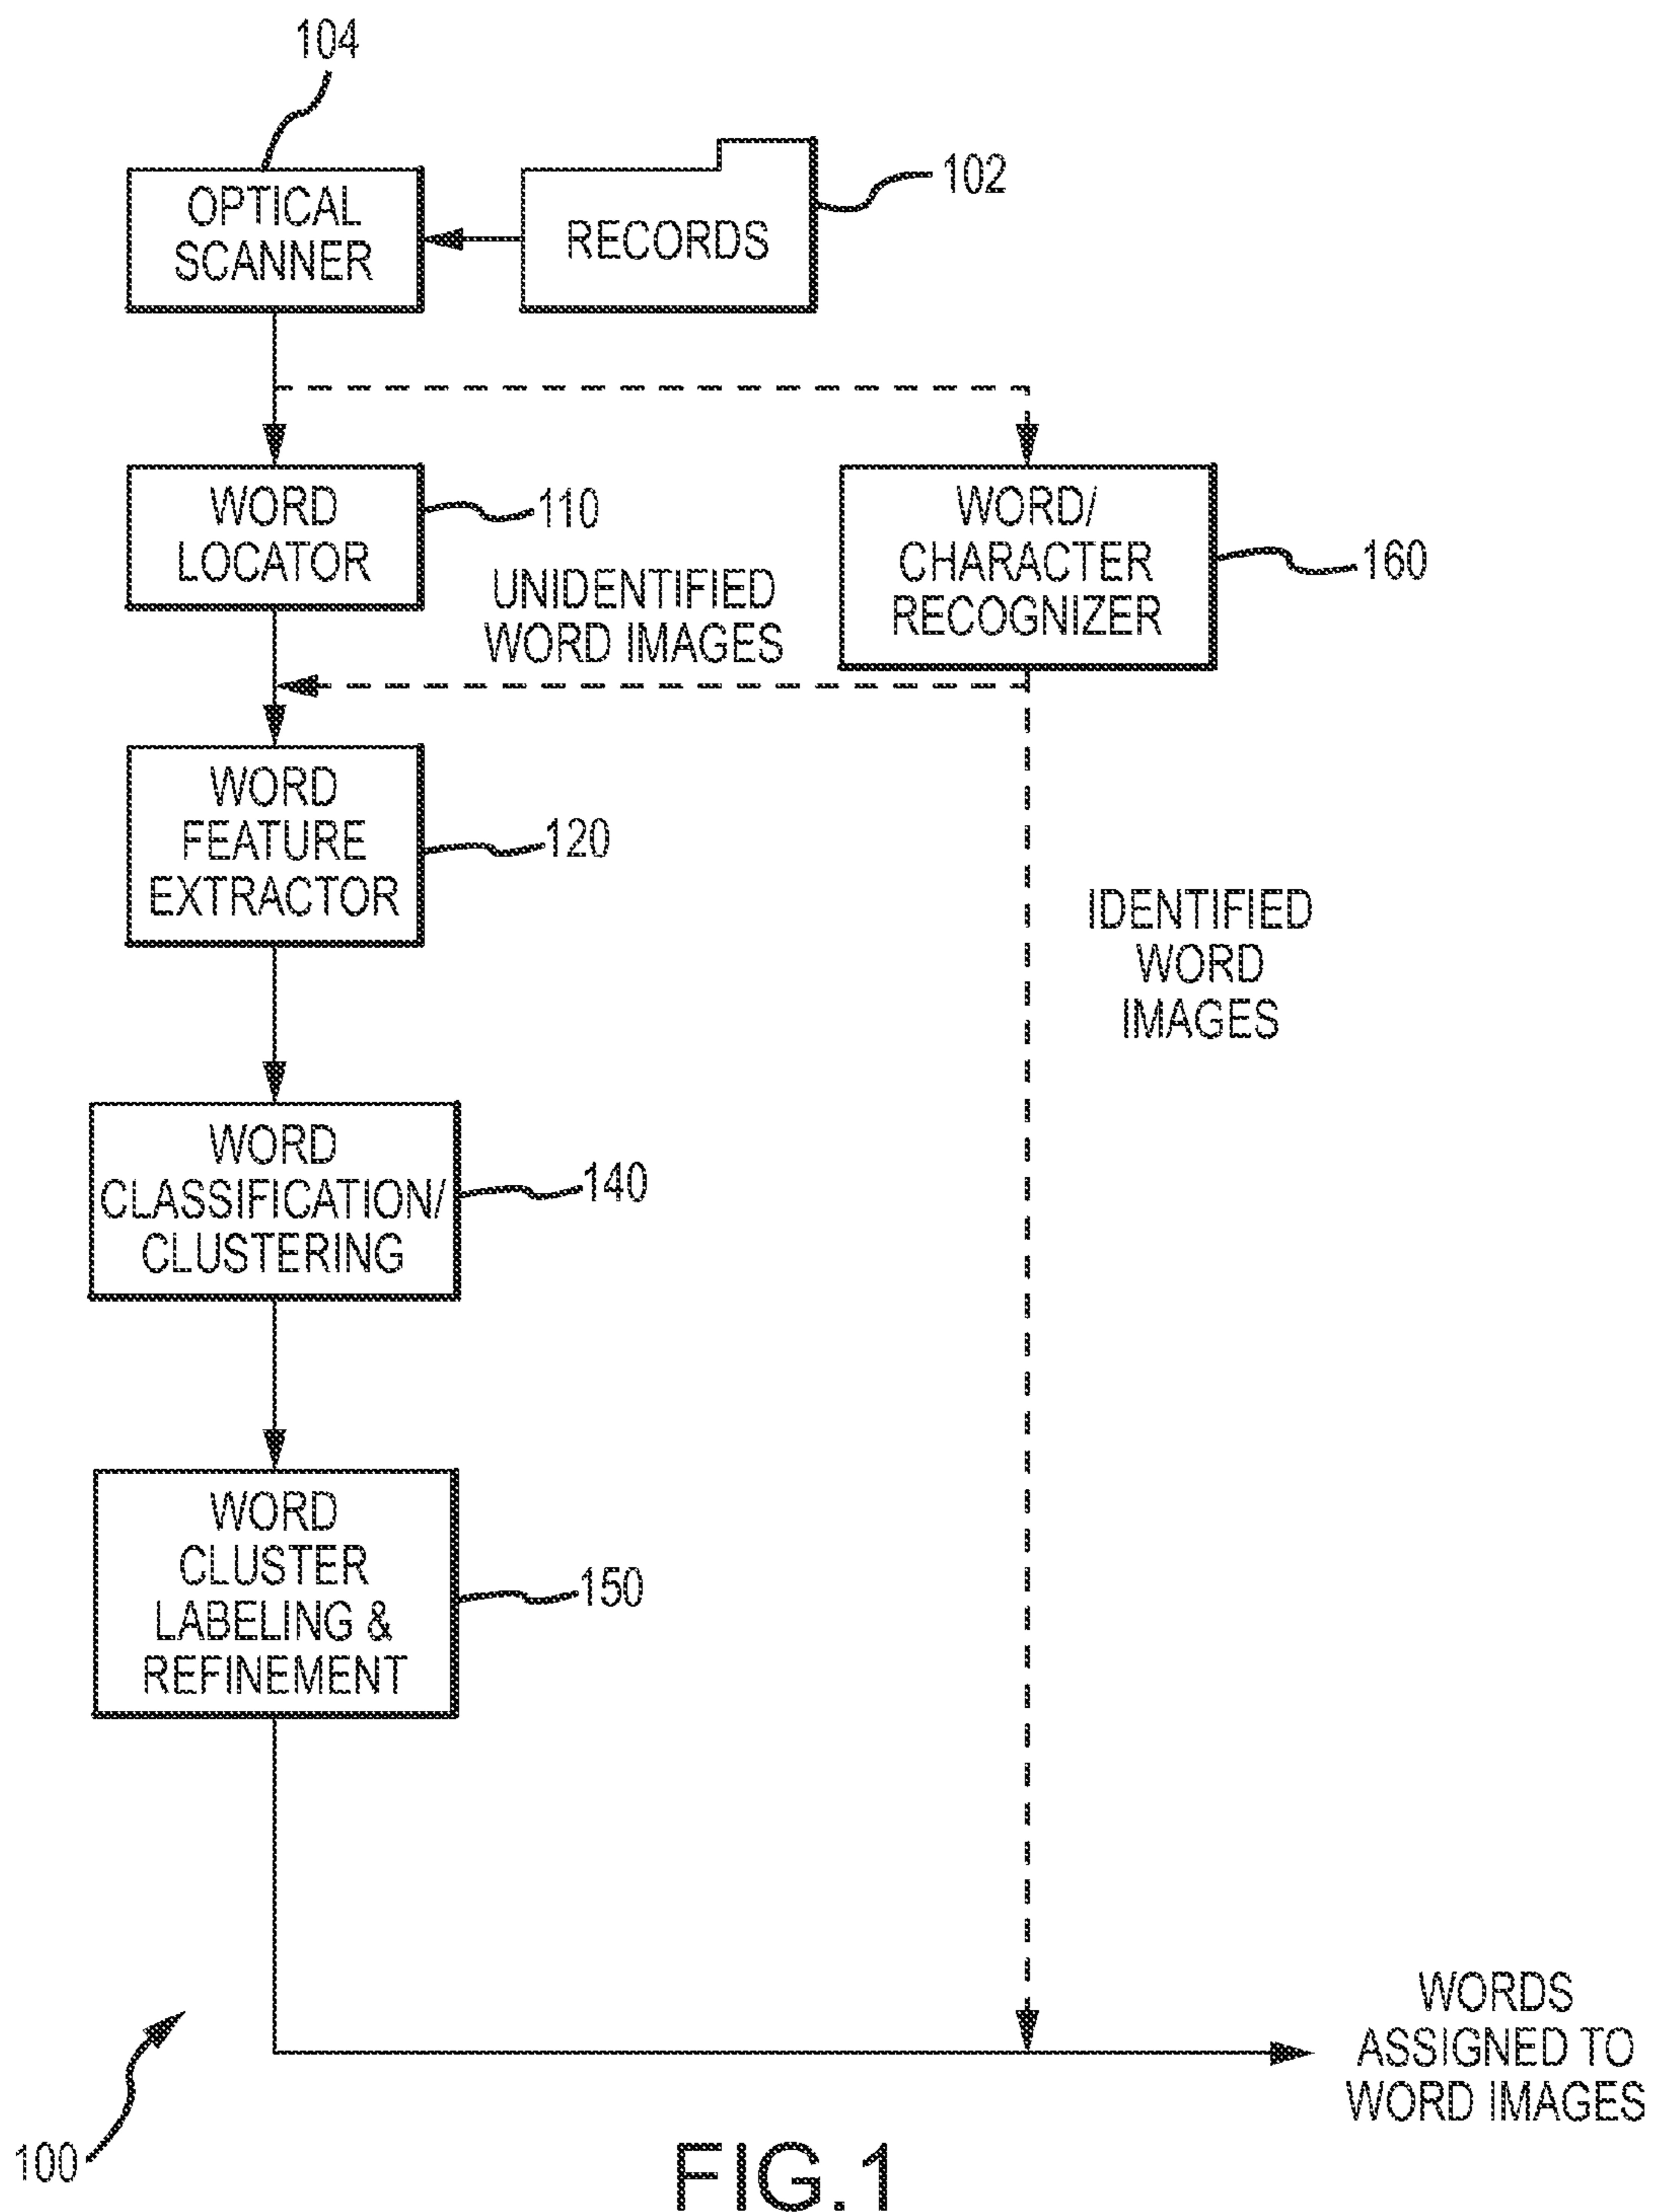 104
OPTICAL
SCANNER
RECORDS
102
WORD
LOCATOR
110
UNIDENTIFIED
WORD IMAGES
WORD/
CHARACTER
RECOGNIZER
160
WORD
FEATURE
EXTRACTOR
120
IDENTIFIED
WORD
IMAGES
WORD
CLASSIFICATION/
CLUSTERING
140
WORD
CLUSTER
LABELING &
REFINEMENT
150
WORDS
ASSIGNED TO
WORD IMAGES
100
FIG.1